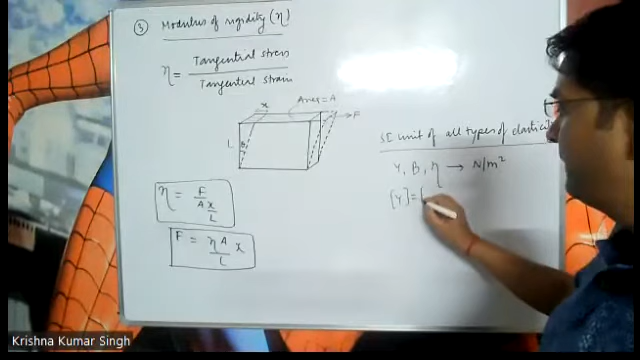 ③ Modulus of rigidity (η)
η = Tangential stress / Tangential strain
x
Area = A
F
L
θ
η = F / A x/L
F = ηA/L x
SI unit of all types of elastic
Y, B, η → N/m²
[Y] = [
Krishna Kumar Singh